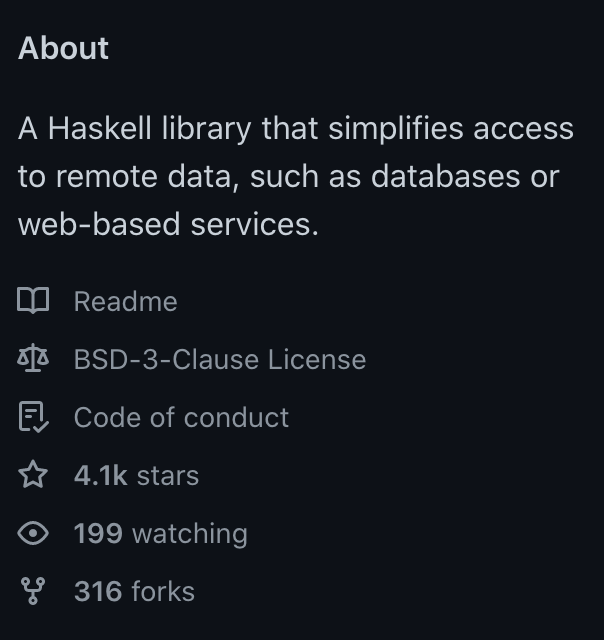 About
A Haskell library that simplifies access
to remote data, such as databases or
web-based services.
Readme
BSD-3-Clause License
Code of conduct
4.1k stars
199 watching
316 forks